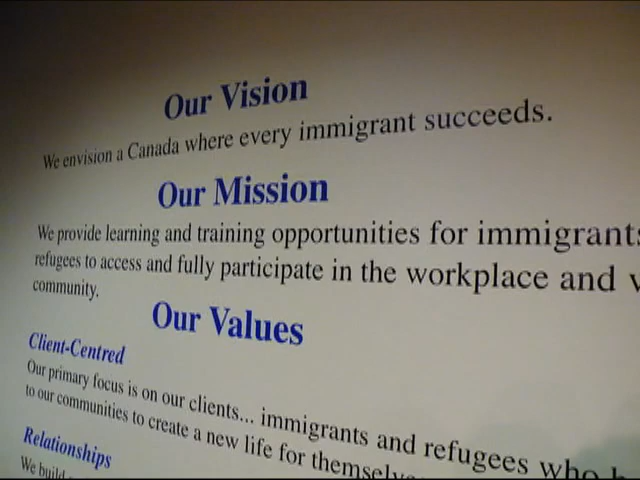 Our Vision
We envision a Canada where every immigrant succeeds.
Our Mission
We provide learning and training opportunities for immigrants
refugees to access and fully participate in the workplace and
community.
Our Values
Client-Centred
Our primary focus is on our clients... immigrants and refugees who
to our communities to create a new life for
Relationships
We build